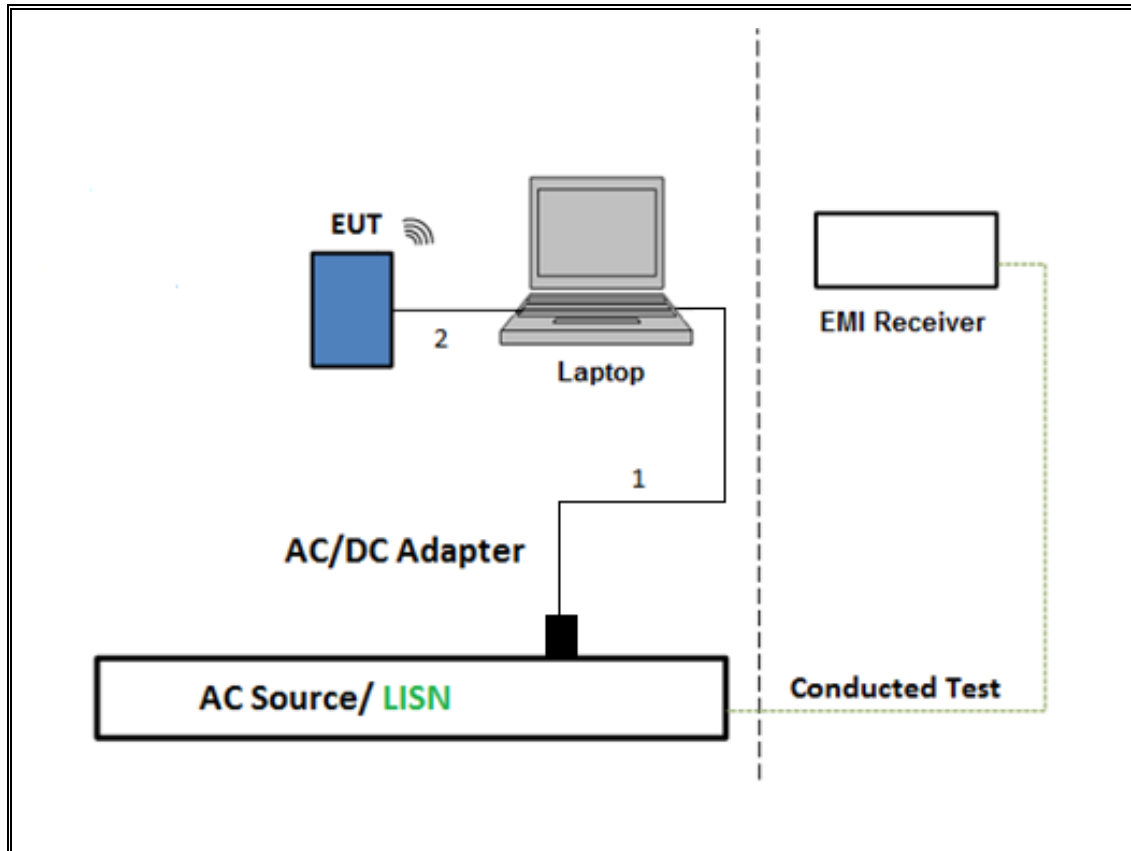 EUT
2
Laptop
EMI Receiver
1
AC/DC Adapter
AC Source/ LISN
Conducted Test